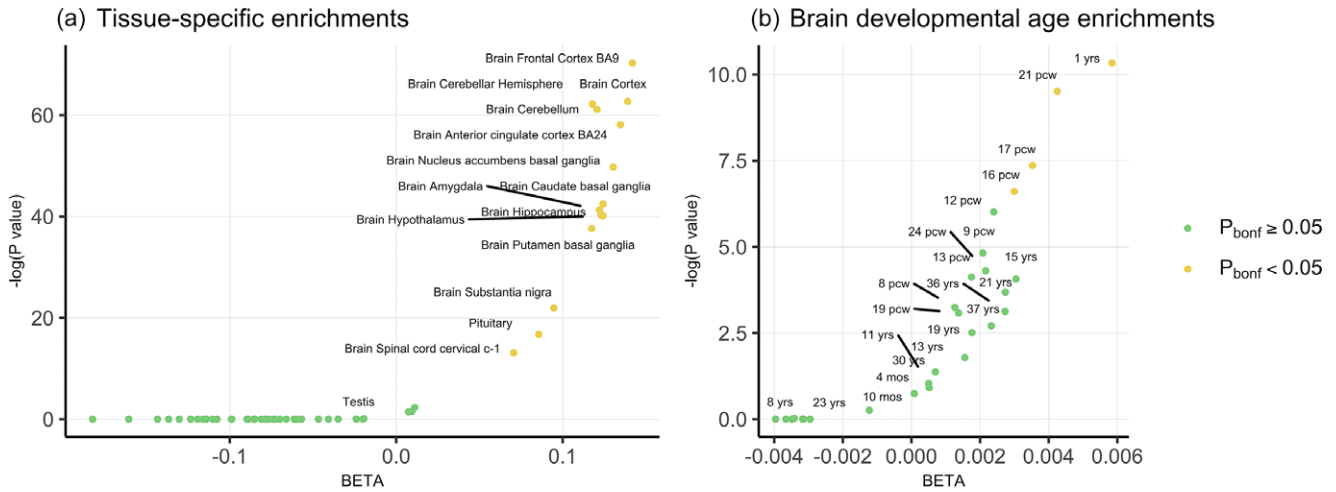 (a) Tissue-specific enrichments
Brain Frontal Cortex BA9
Brain Cerebellar Hemisphere
Brain Cortex
Brain Cerebellum
Brain Anterior cingulate cortex BA24
Brain Nucleus accumbens basal ganglia
Brain Amygdala
Brain Caudate basal ganglia
Brain Hypothalamus
Brain Hippocampus
Brain Putamen basal ganglia
Brain Substantia nigra
Pituitary
Brain Spinal cord cervical c-1
Testis
-log(P value)
60
40
20
0
-0.1
0.0
0.1
BETA
(b) Brain developmental age enrichments
1 yrs
21 pcw
17 pcw
16 pcw
12 pcw
24 pcw
9 pcw
13 pcw
15 yrs
8 pcw
36 yrs
21 yrs
19 pcw
37 yrs
11 yrs
19 yrs
13 yrs
30 yrs
4 mos
10 mos
8 yrs
23 yrs
-log(P value)
10.0
7.5
5.0
2.5
0.0
-0.004
-0.002
0.000
0.002
0.004
0.006
BETA
P bonf ≥ 0.05
P bonf < 0.05